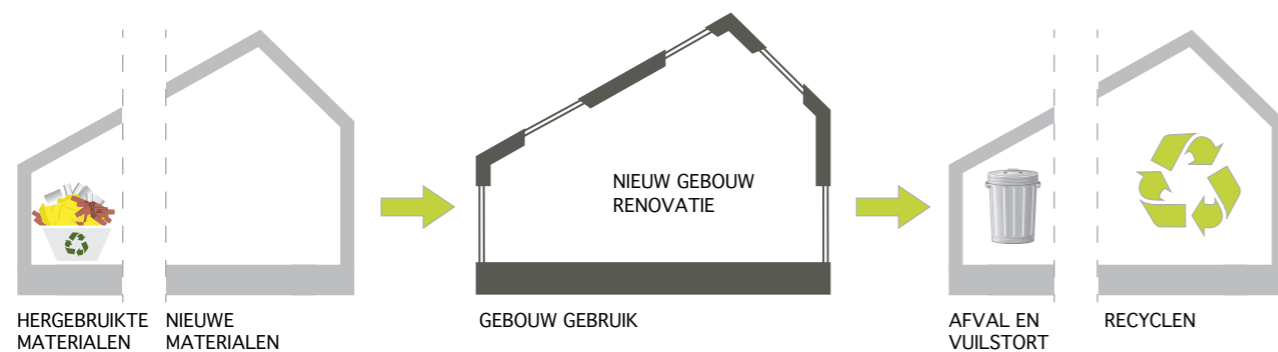 NIEUW GEBOUW
RENOVATIE
HERGEBRUIKTE
MATERIALEN
NIEUWE
MATERIALEN
GEBOUW GEBRUIK
AFVAL EN
VUILSTORT
RECYCLEN